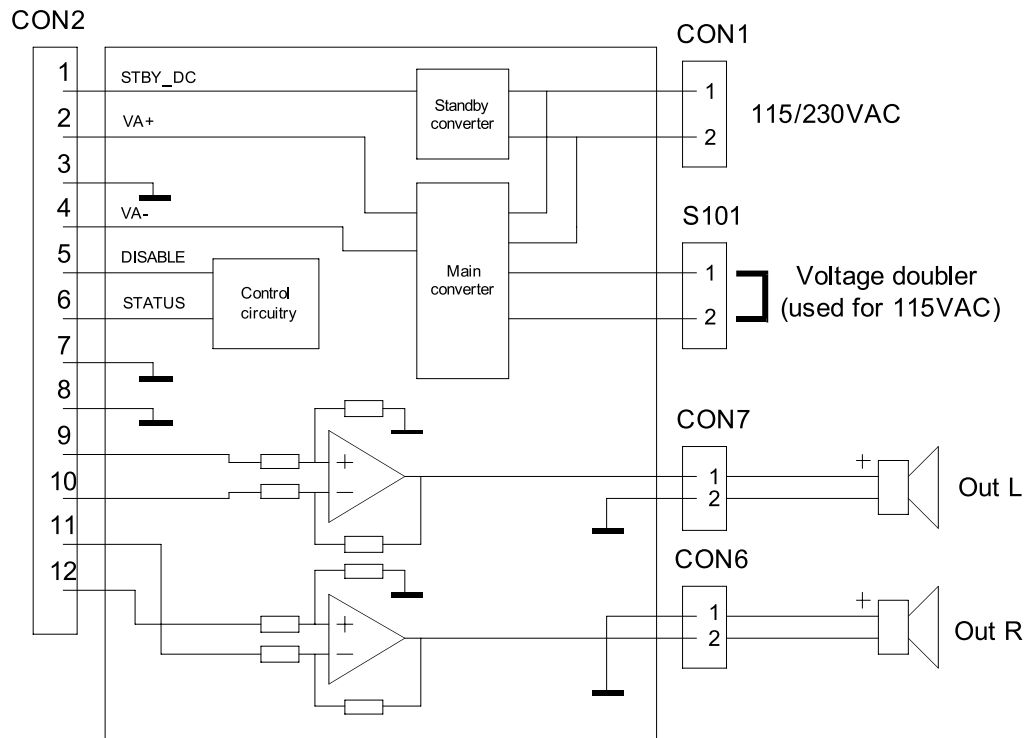 CON2
1
2
3
4
5
6
7
8
9
10
11
12
STBY_DC
VA+
VA-
DISABLE
STATUS
Standby
converter
Main
converter
Control
circuitry
+
−
+
−
CON1
1
2
115/230VAC
S101
1
2
Voltage doubler
(used for 115VAC)
CON7
1
2
+
Out L
CON6
1
2
+
Out R